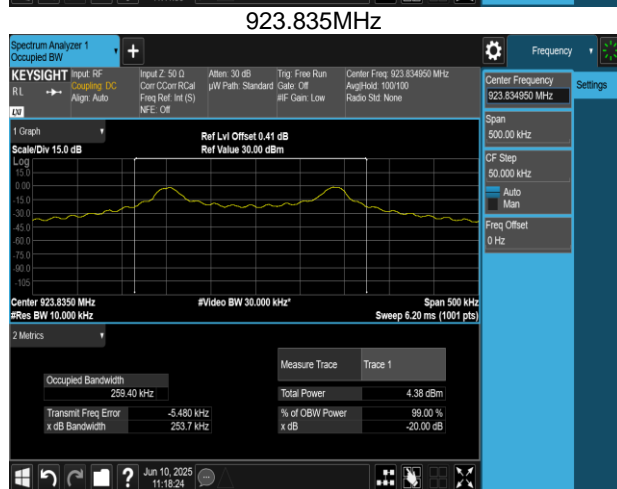 923.835MHz
Spectrum Analyzer 1
Occupied BW
+
Frequency
KEYSIGHT
Input: RF
Input Z: 50 Ω
Atten: 30 dB
Trig: Free Run
Center Freq: 923.834950 MHz
RL
Coupling: DC
Corr CCorr RCal
µW Path: Standard
Gate: Off
Avg|Hold: 100/100
Align: Auto
Freq Ref: Int (S)
#IF Gain: Low
Radio Std: None
LXI
NFE: Off
Center Frequency
923.834950 MHz
Settings
Span
500.00 kHz
CF Step
50.000 kHz
Auto
Man
Freq Offset
0 Hz
1 Graph
Ref Lvl Offset 0.41 dB
Scale/Div 15.0 dB
Ref Value 30.00 dBm
Log
15.0
0.00
-15.0
-30.0
-45.0
-60.0
-75.0
-90.0
-105
Center 923.8350 MHz
#Video BW 30.000 kHz*
Span 500 kHz
#Res BW 10.000 kHz
Sweep 6.20 ms (1001 pts)
2 Metrics
Measure Trace
Trace 1
Occupied Bandwidth
259.40 kHz
Total Power
4.38 dBm
Transmit Freq Error
-5.480 kHz
% of OBW Power
99.00 %
x dB Bandwidth
253.7 kHz
x dB
-20.00 dB
?
Jun 10, 2025
11:18:24